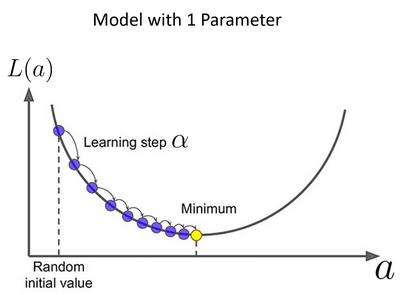 Model with 1 Parameter
L(a)
Learning step α
Minimum
Random
initial value
a